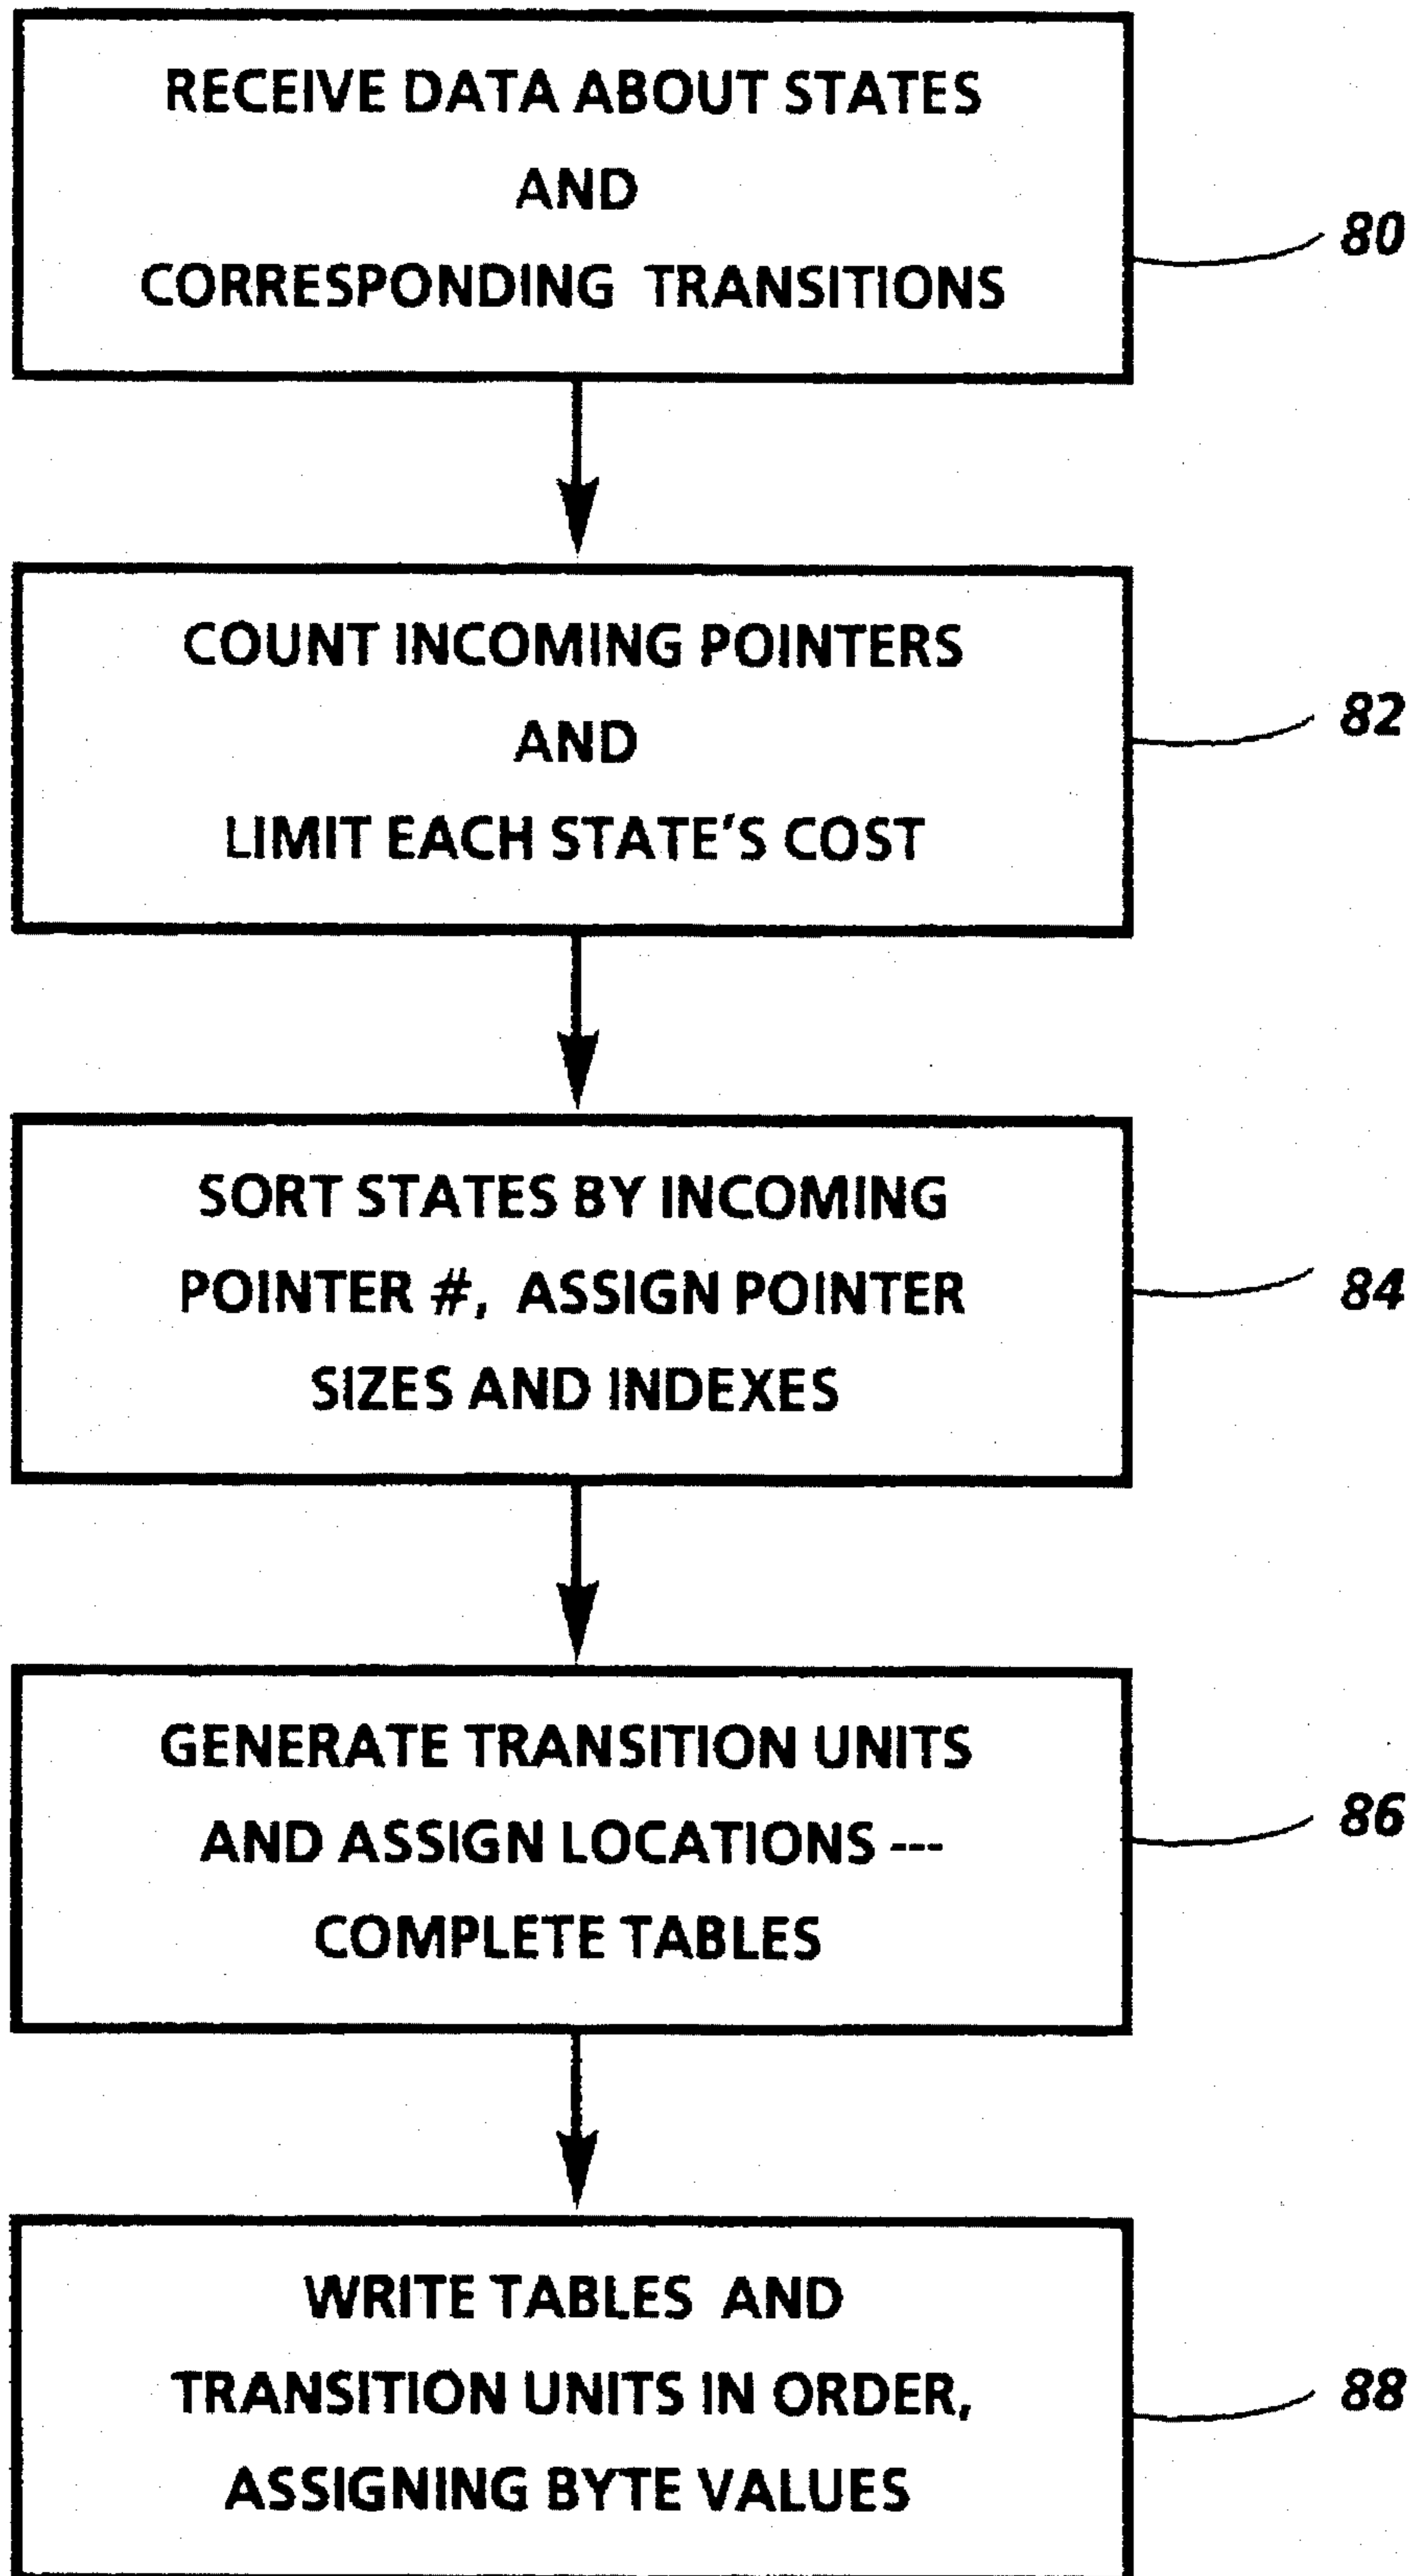 RECEIVE DATA ABOUT STATES
AND
CORRESPONDING TRANSITIONS
80
COUNT INCOMING POINTERS
AND
LIMIT EACH STATE'S COST
82
SORT STATES BY INCOMING
POINTER #, ASSIGN POINTER
SIZES AND INDEXES
84
GENERATE TRANSITION UNITS
AND ASSIGN LOCATIONS ---
COMPLETE TABLES
86
WRITE TABLES AND
TRANSITION UNITS IN ORDER,
ASSIGNING BYTE VALUES
88